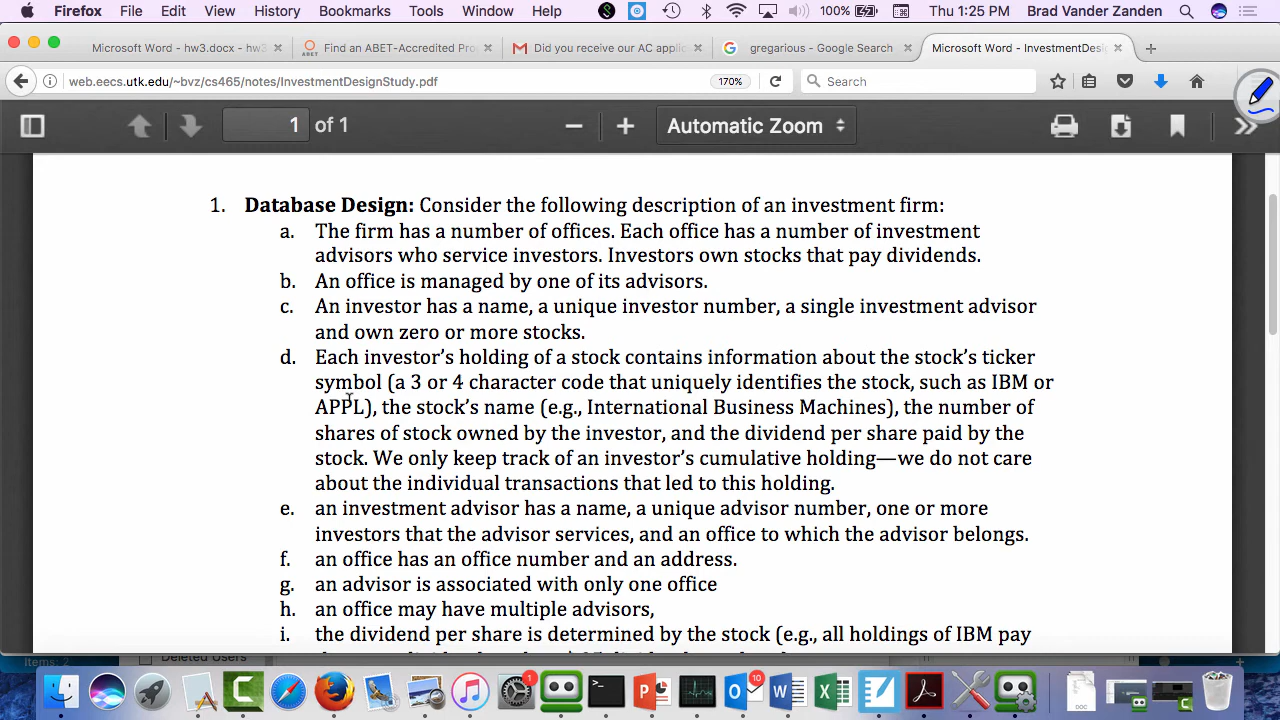 Firefox File Edit View History Bookmarks Tools Window Help 100% Thu 1:25 PM Brad Vander Zanden
Microsoft Word - hw3.docx - hw3 Find an ABET-Accredited Pro Did you receive our AC applic gregarious - Google Search Microsoft Word - InvestmentDesi
web.eecs.utk.edu/~bvz/cs465/notes/InvestmentDesignStudy.pdf 170% Search
1 of 1 Automatic Zoom
1. Database Design: Consider the following description of an investment firm:
a. The firm has a number of offices. Each office has a number of investment
advisors who service investors. Investors own stocks that pay dividends.
b. An office is managed by one of its advisors.
c. An investor has a name, a unique investor number, a single investment advisor
and own zero or more stocks.
d. Each investor's holding of a stock contains information about the stock's ticker
symbol (a 3 or 4 character code that uniquely identifies the stock, such as IBM or
APPL), the stock's name (e.g., International Business Machines), the number of
shares of stock owned by the investor, and the dividend per share paid by the
stock. We only keep track of an investor's cumulative holding—we do not care
about the individual transactions that led to this holding.
e. an investment advisor has a name, a unique advisor number, one or more
investors that the advisor services, and an office to which the advisor belongs.
f. an office has an office number and an address.
g. an advisor is associated with only one office
h. an office may have multiple advisors,
i. the dividend per share is determined by the stock (e.g., all holdings of IBM pay
Items: 2 Deleted Users
1 10
DOC